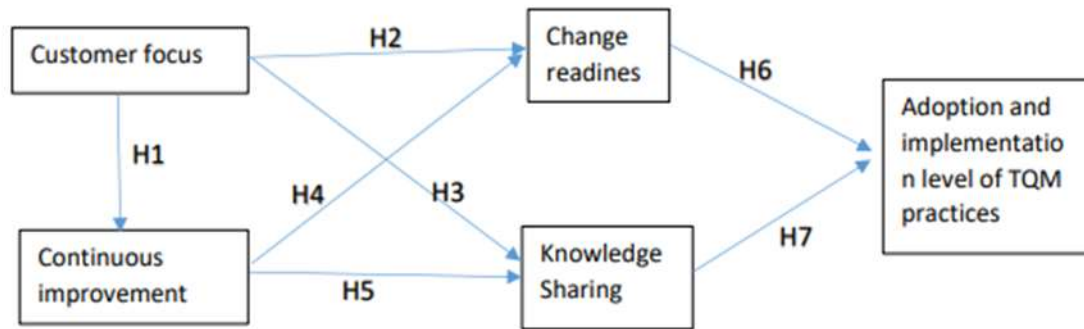 Customer focus
H2
Change
readines
H6
Adoption and
implementatio
n level of TQM
practices
H1
H4
H3
Continuous
improvement
H5
Knowledge
Sharing
H7